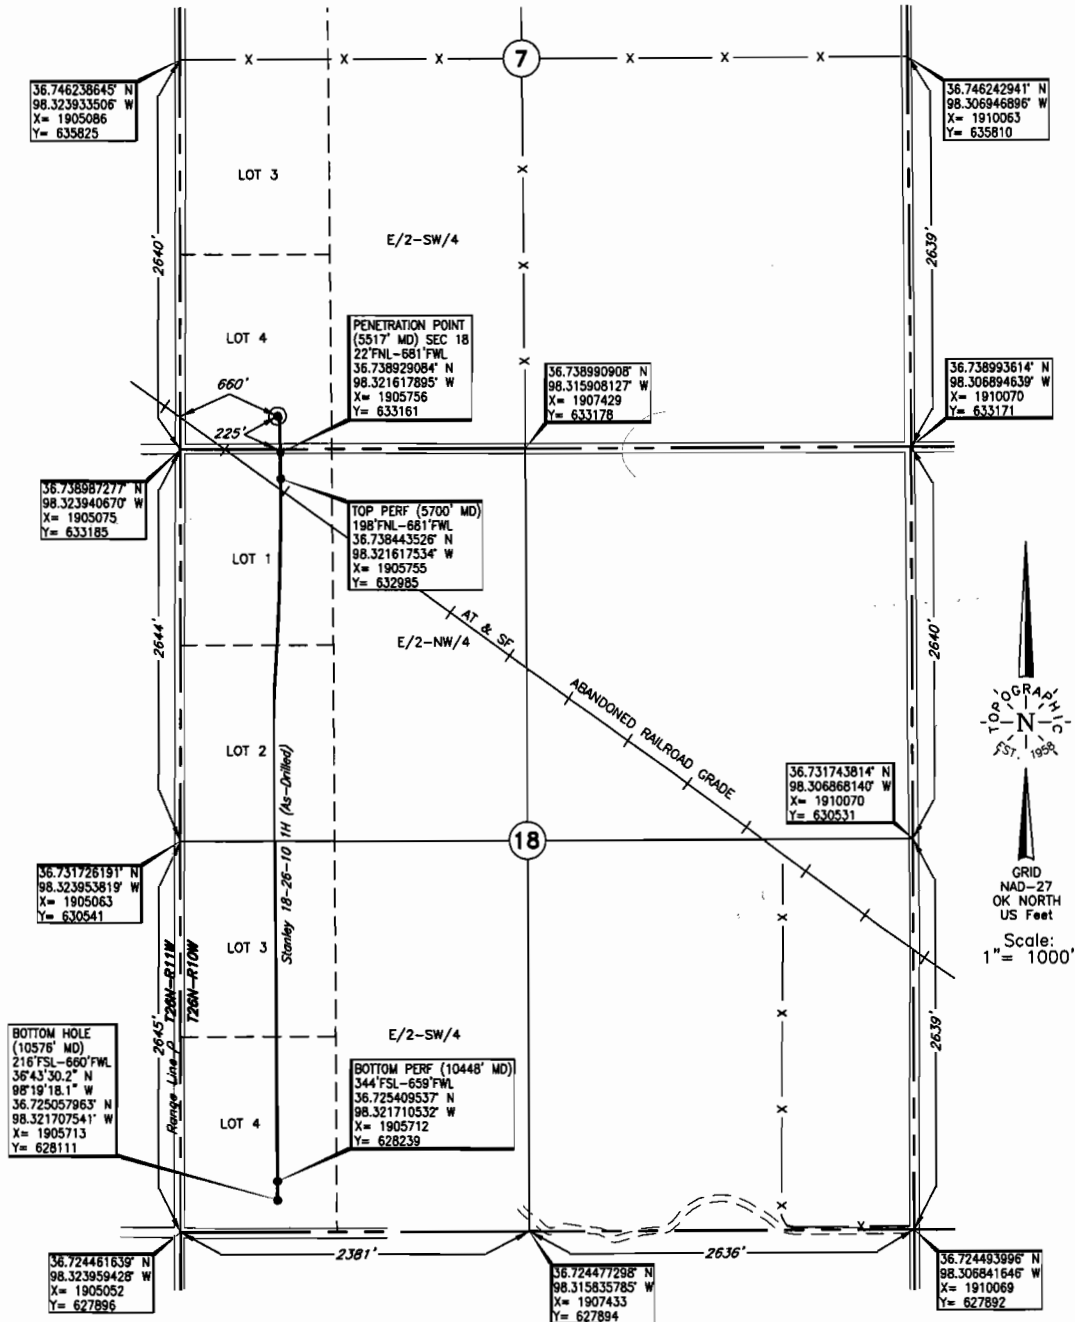 7
36.746238645° N
98.323933506° W
X= 1905086
Y= 635825
36.746242941° N
98.306946896° W
X= 1910063
Y= 635810
LOT 3
E/2-SW/4
2640'
2639'
LOT 4
PENETRATION POINT
(5517' MD) SEC 18
22'FNL-681'FWL
36.738929084° N
98.321617895° W
X= 1905756
Y= 633161
36.738990908° N
98.315908127° W
X= 1907429
Y= 633178
36.738993614° N
98.306894639° W
X= 1910070
Y= 633171
660'
225'
36.738987277° N
98.323940670° W
X= 1905075
Y= 633185
TOP PERF (5700' MD)
198'FNL-681'FWL
36.738443526° N
98.321617534° W
X= 1905755
Y= 632985
LOT 1
2644'
E/2-NW/4
AT & SF
ABANDONED RAILROAD GRADE
2640'
TOPOGRAPHIC
N
EST. 1958
LOT 2
Stanley 18-26-10 1H (As-Drilled)
36.731743814° N
98.306868140° W
X= 1910070
Y= 630531
18
GRID
NAD-27
OK NORTH
US Feet
Scale:
1"= 1000'
36.731726191° N
98.323953819° W
X= 1905063
Y= 630541
LOT 3
T26N-R11W
T26N-R10W
Range Line
2645'
E/2-SW/4
2639'
BOTTOM HOLE
(10576' MD)
216'FSL-660'FWL
36°43'30.2" N
98°19'18.1" W
36.725057963° N
98.321707541° W
X= 1905713
Y= 628111
BOTTOM PERF (10448' MD)
344'FSL-659'FWL
36.725409537° N
98.321710532° W
X= 1905712
Y= 628239
LOT 4
2381'
2636'
36.724461639° N
98.323959428° W
X= 1905052
Y= 627896
36.724477298° N
98.315835785° W
X= 1907433
Y= 627894
36.724493996° N
98.306841646° W
X= 1910069
Y= 627892